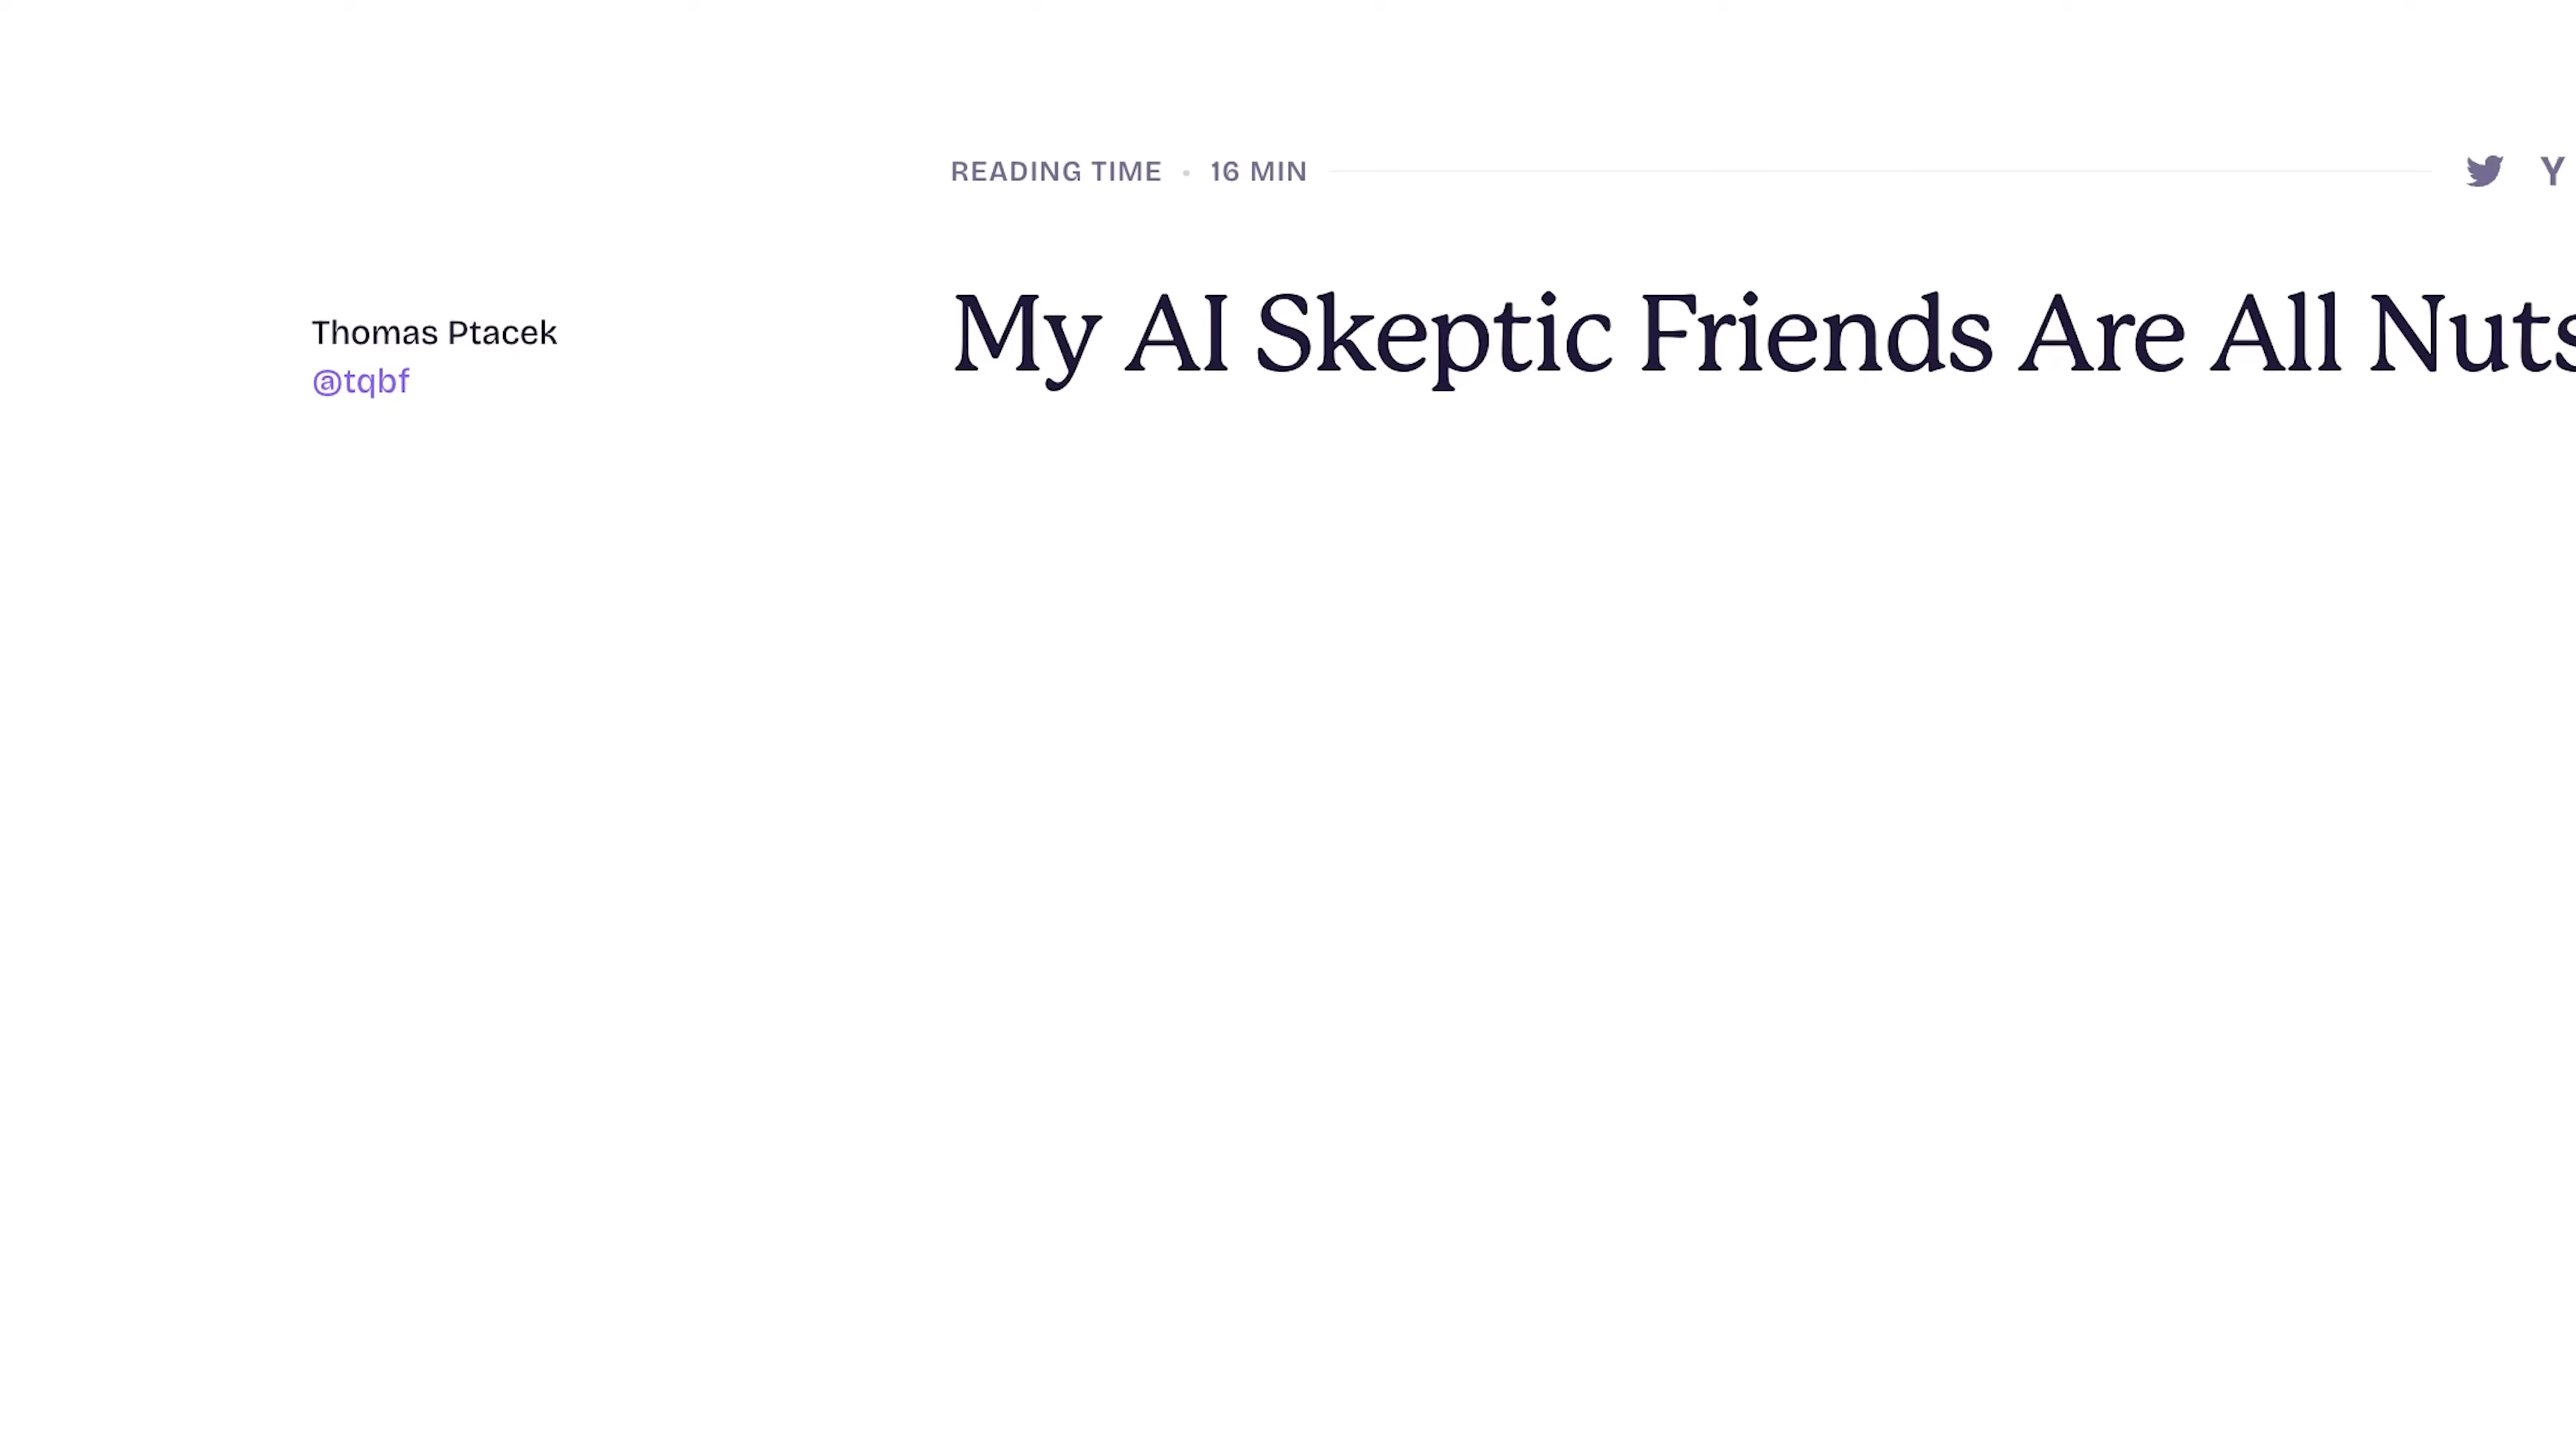 READING TIME • 16 MIN Y
Thomas Ptacek
@tqbf
My AI Skeptic Friends Are All Nuts